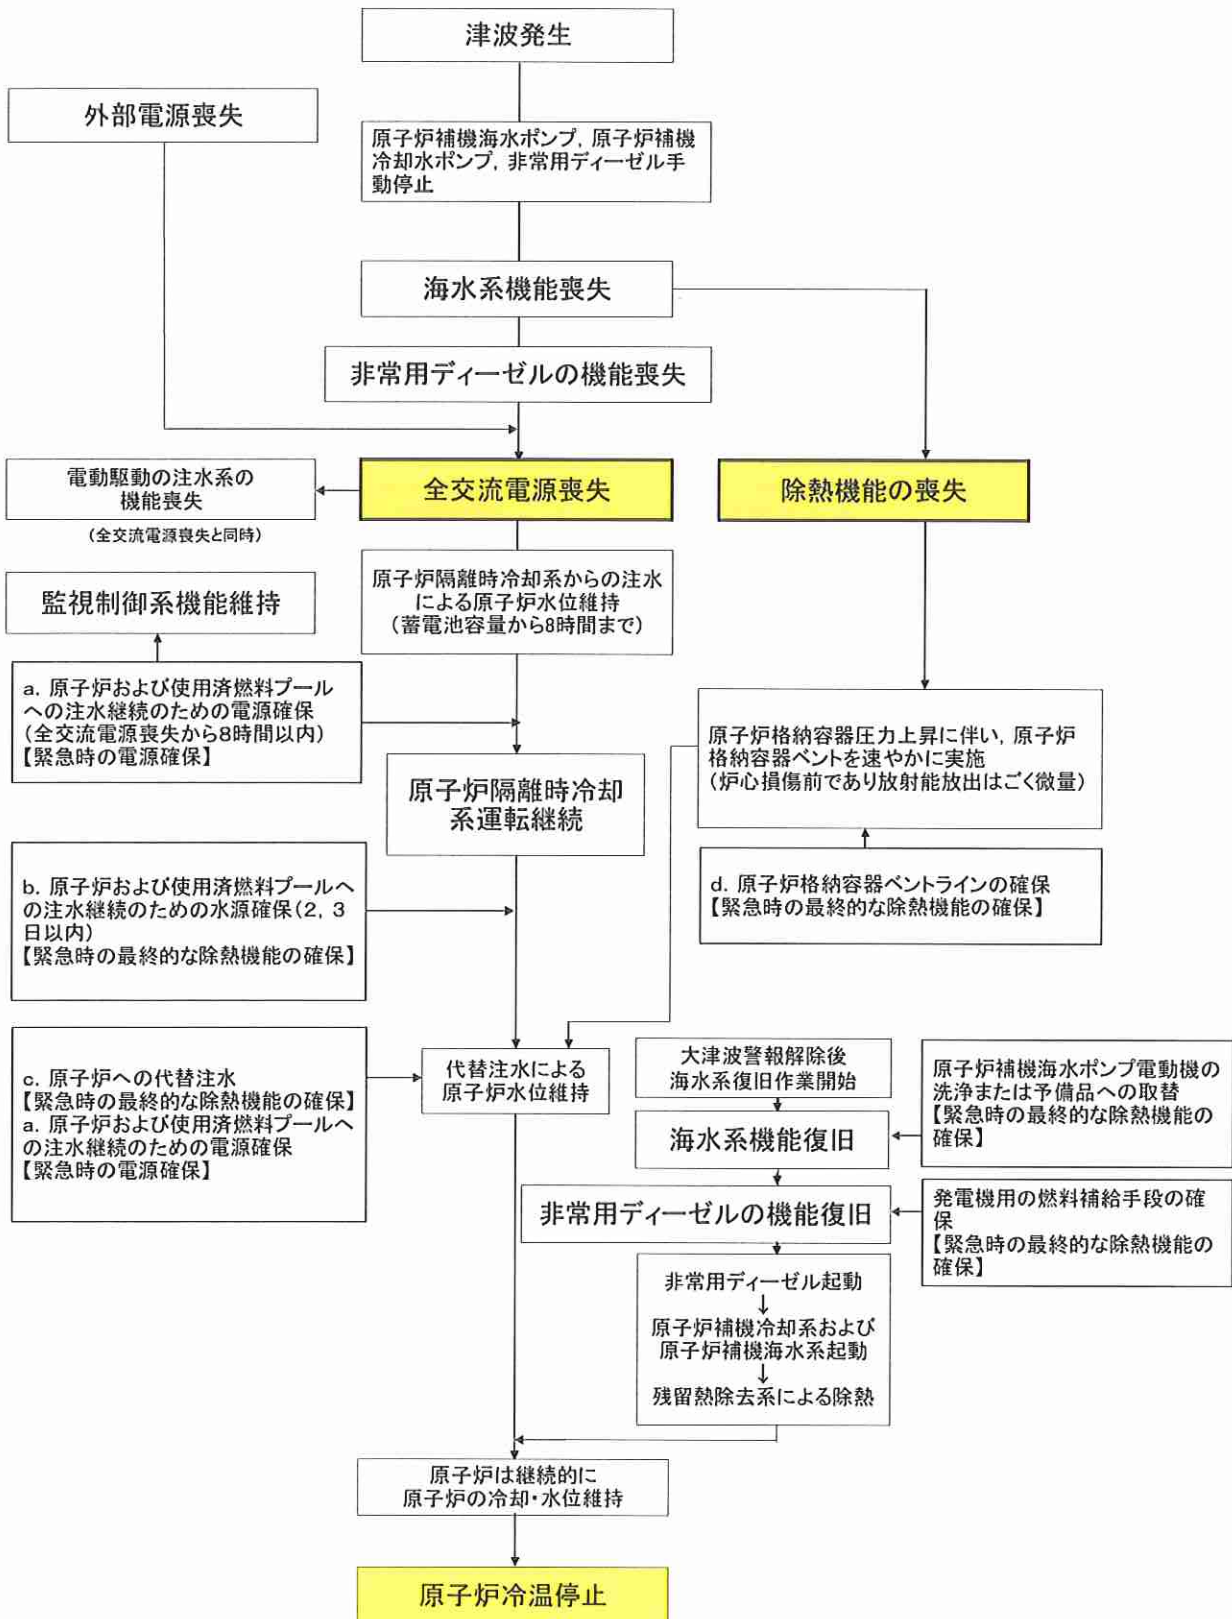 津波発生
外部電源喪失
原子炉補機海水ポンプ, 原子炉補機
冷却水ポンプ, 非常用ディーゼル手
動停止
海水系機能喪失
非常用ディーゼルの機能喪失
電動駆動の注水系の
機能喪失
(全交流電源喪失と同時)
全交流電源喪失
除熱機能の喪失
監視制御系機能維持
原子炉隔離時冷却系からの注水
による原子炉水位維持
(蓄電池容量から8時間まで)
a. 原子炉および使用済燃料プール
への注水継続のための電源確保
(全交流電源喪失から8時間以内)
【緊急時の電源確保】
原子炉隔離時冷却
系運転継続
原子炉格納容器圧力上昇に伴い, 原子炉
格納容器ベントを速やかに実施
(炉心損傷前であり放射能放出はごく微量)
b. 原子炉および使用済燃料プールへ
の注水継続のための水源確保(2, 3
日以内)
【緊急時の最終的な除熱機能の確保】
d. 原子炉格納容器ベントラインの確保
【緊急時の最終的な除熱機能の確保】
c. 原子炉への代替注水
【緊急時の最終的な除熱機能の確保】
a. 原子炉および使用済燃料プールへ
の注水継続のための電源確保
【緊急時の電源確保】
代替注水による
原子炉水位維持
大津波警報解除後
海水系復旧作業開始
原子炉補機海水ポンプ電動機の
洗浄または予備品への取替
【緊急時の最終的な除熱機能の
確保】
海水系機能復旧
非常用ディーゼルの機能復旧
発電機用の燃料補給手段の確
保
【緊急時の最終的な除熱機能の
確保】
非常用ディーゼル起動
↓
原子炉補機冷却系および
原子炉補機海水系起動
↓
残留熱除去系による除熱
原子炉は継続的に
原子炉の冷却・水位維持
原子炉冷温停止